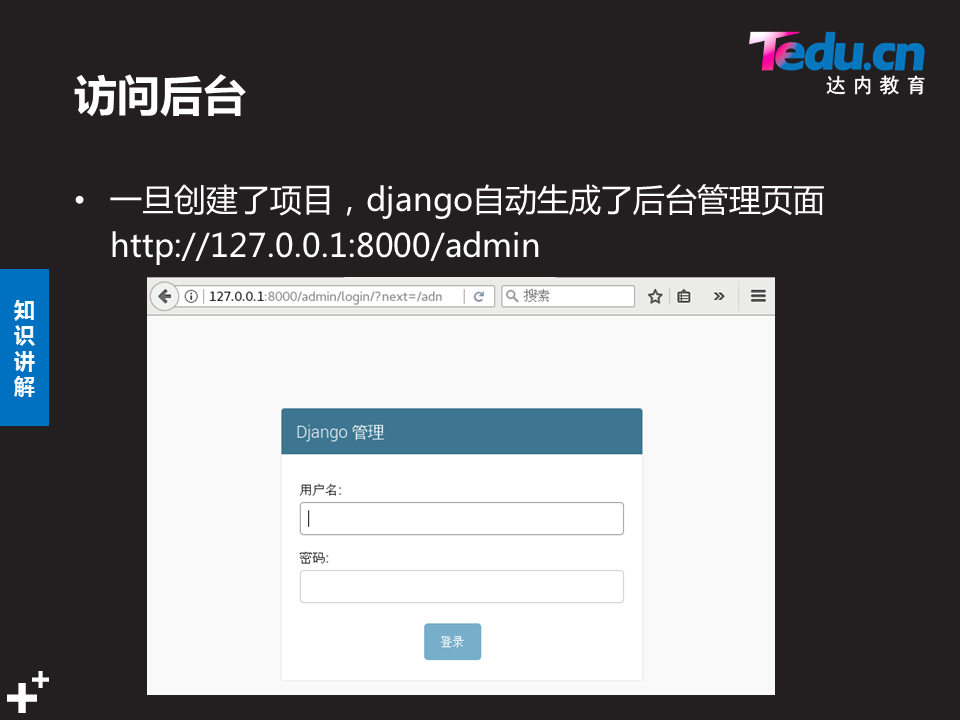 Tedu.cn
达内教育
访问后台
• 一旦创建了项目，django自动生成了后台管理页面
http://127.0.0.1:8000/admin
知
识
讲
解
127.0.0.1:8000/admin/login/?next=/adn
搜索
Django 管理
用户名:
密码:
登录